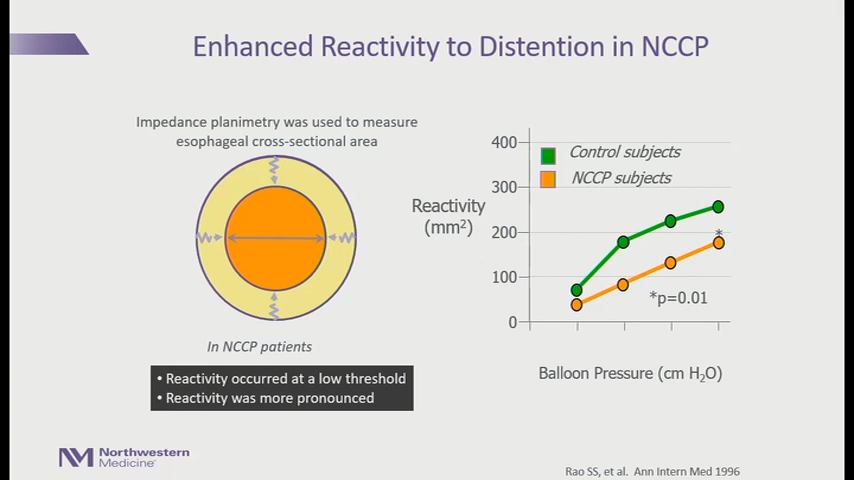 Enhanced Reactivity to Distention in NCCP
Impedance planimetry was used to measure
esophageal cross-sectional area
In NCCP patients
• Reactivity occurred at a low threshold
• Reactivity was more pronounced
Reactivity
(mm²)
400
300
200
100
0
Control subjects
NCCP subjects
*
*p=0.01
Balloon Pressure (cm H₂O)
NM
Northwestern
Medicine
Rao SS, et al. Ann Intern Med 1996